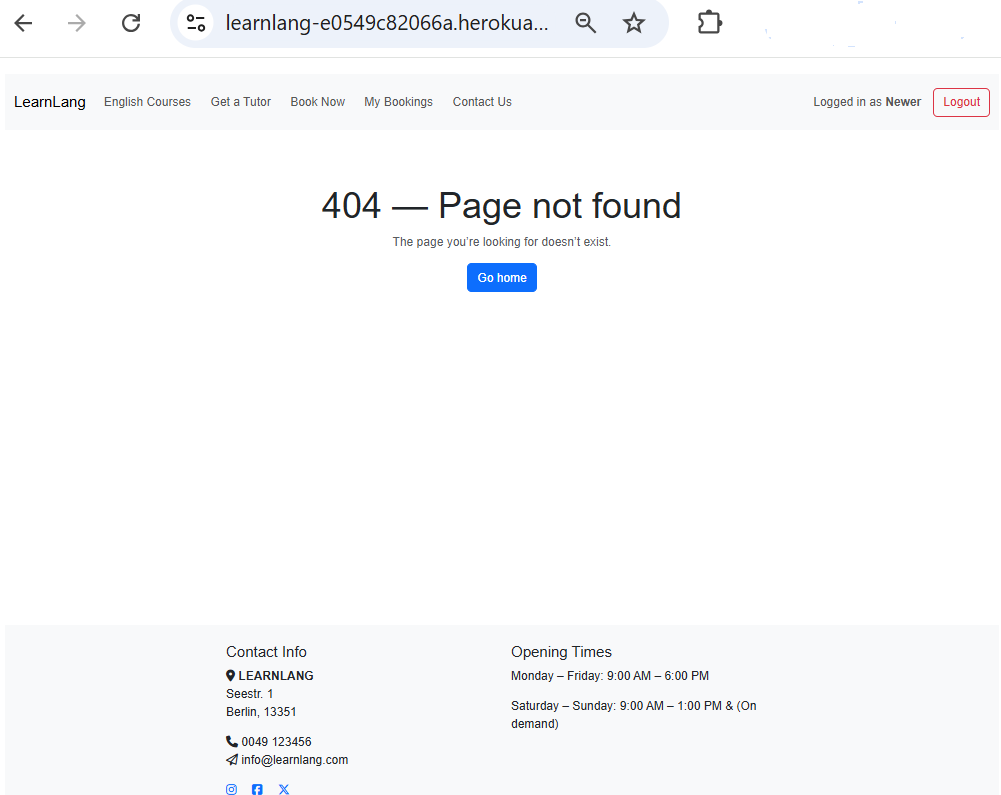 learnlang-e0549c82066a.herokua...
LearnLang English Courses Get a Tutor Book Now My Bookings Contact Us Logged in as Newer Logout
404 — Page not found
The page you’re looking for doesn’t exist.
Go home
Contact Info
LEARNLANG
Seestr. 1
Berlin, 13351
0049 123456
info@learnlang.com
Opening Times
Monday – Friday: 9:00 AM – 6:00 PM
Saturday – Sunday: 9:00 AM – 1:00 PM & (On
demand)